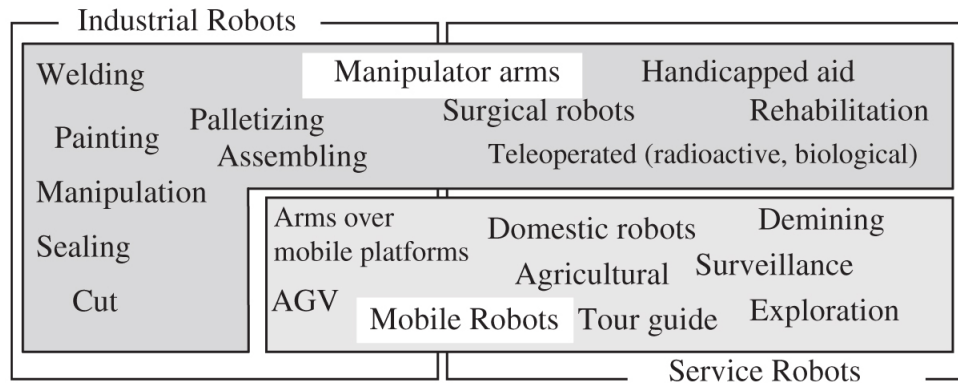 Industrial Robots
Welding
Manipulator arms
Handicapped aid
Surgical robots
Rehabilitation
Painting
Palletizing
Assembling
Teleoperated (radioactive, biological)
Manipulation
Sealing
Cut
Arms over
mobile platforms
Domestic robots
Demining
Agricultural
Surveillance
AGV
Mobile Robots
Tour guide
Exploration
Service Robots